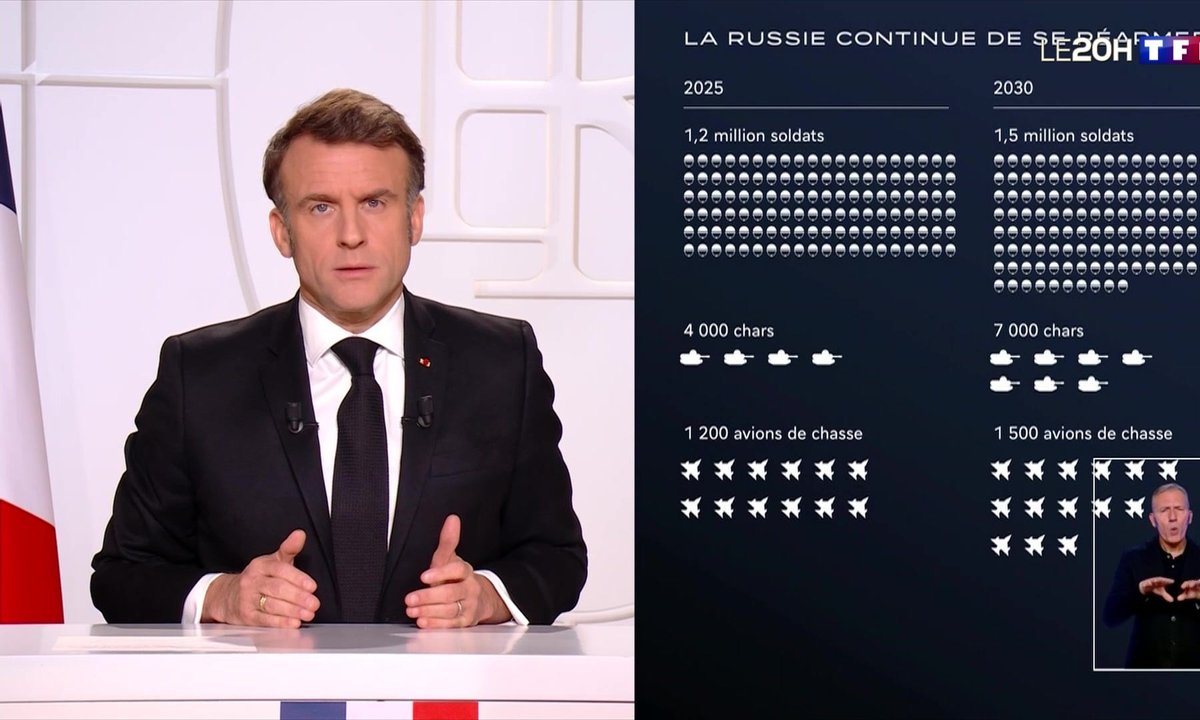 LA RUSSIE CONTINUE DE SE RÉARMER
LE20H TF1
2025
2030
1,2 million soldats
1,5 million soldats
4 000 chars
7 000 chars
1 200 avions de chasse
1 500 avions de chasse